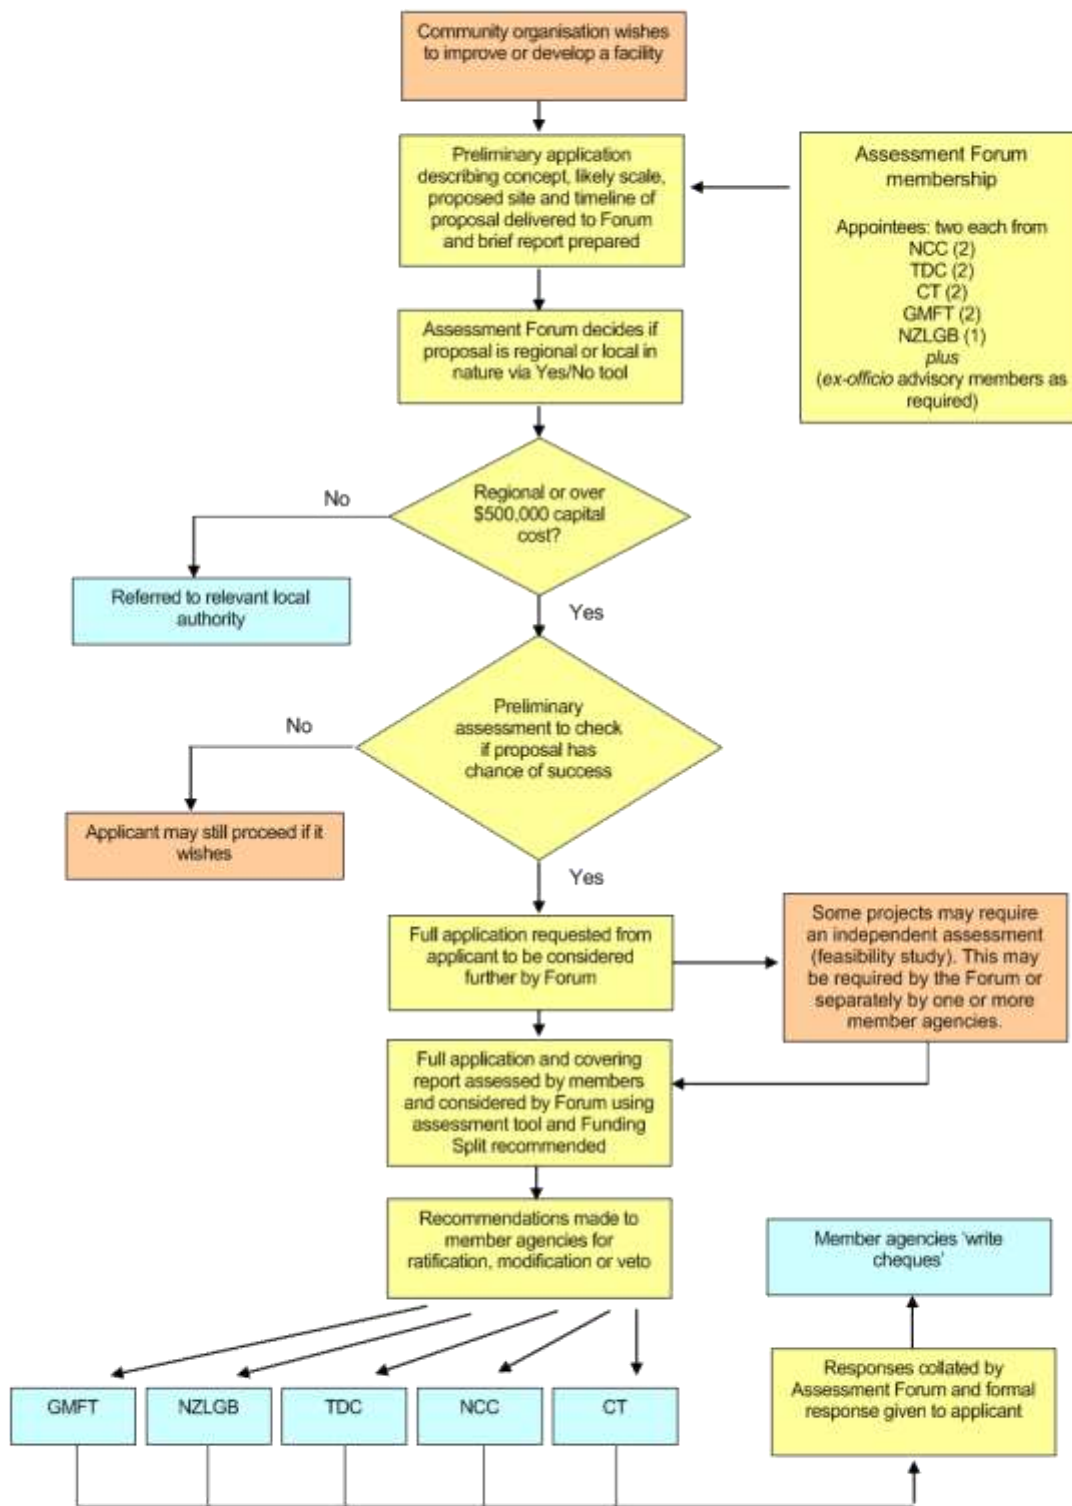 Community organisation wishes
to improve or develop a facility
Preliminary application
describing concept, likely scale,
proposed site and timeline of
proposal delivered to Forum
and brief report prepared
Assessment Forum
membership
Appointees: two each from
NCC (2)
TDC (2)
CT (2)
GMFT (2)
NZLGB (1)
plus
(ex-officio advisory members as
required)
Assessment Forum decides if
proposal is regional or local in
nature via Yes/No tool
No
Regional or over
$500,000 capital
cost?
Referred to relevant local
authority
Yes
No
Preliminary
assessment to check
if proposal has
chance of success
Applicant may still proceed if it
wishes
Yes
Full application requested from
applicant to be considered
further by Forum
Some projects may require
an independent assessment
(feasibility study). This may
be required by the Forum or
separately by one or more
member agencies.
Full application and covering
report assessed by members
and considered by Forum using
assessment tool and Funding
Split recommended
Recommendations made to
member agencies for
ratification, modification or veto
Member agencies 'write
cheques'
GMFT
NZLGB
TDC
NCC
CT
Responses collated by
Assessment Forum and formal
response given to applicant